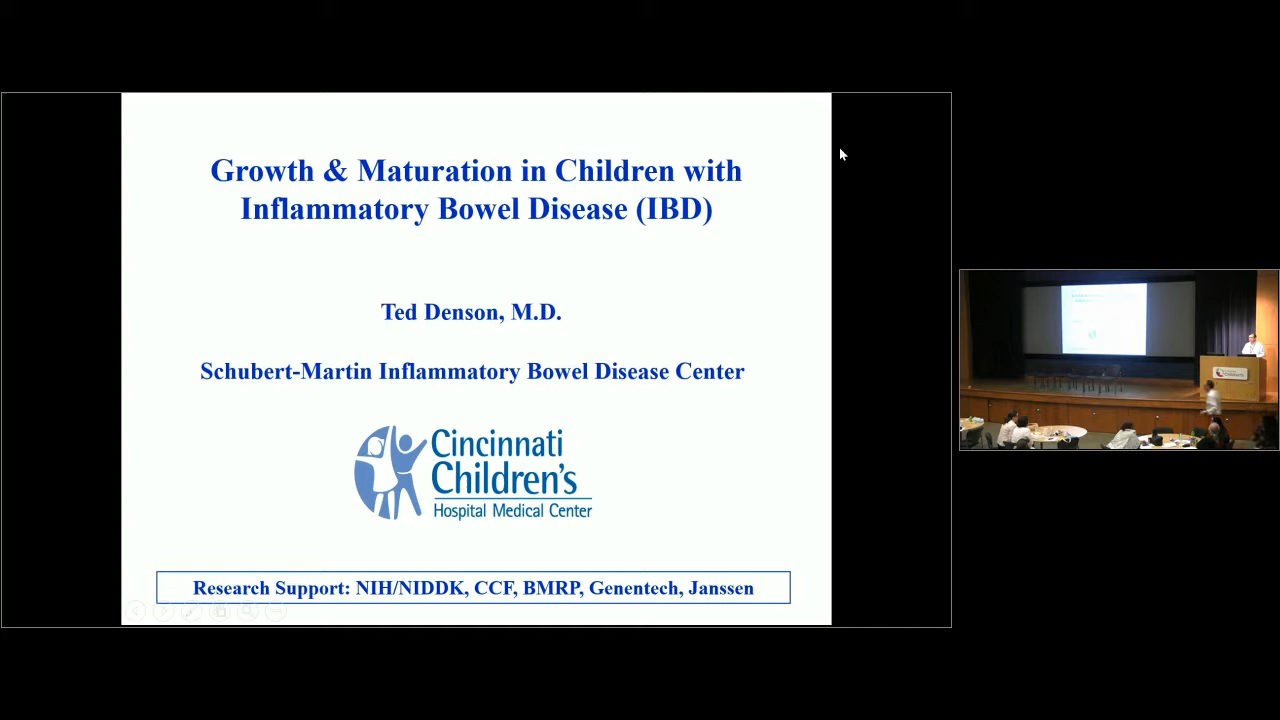 Growth & Maturation in Children with
Inflammatory Bowel Disease (IBD)
Ted Denson, M.D.
Schubert-Martin Inflammatory Bowel Disease Center
Cincinnati
Children's
Hospital Medical Center
Research Support: NIH/NIDDK, CCF, BMRP, Genentech, Janssen